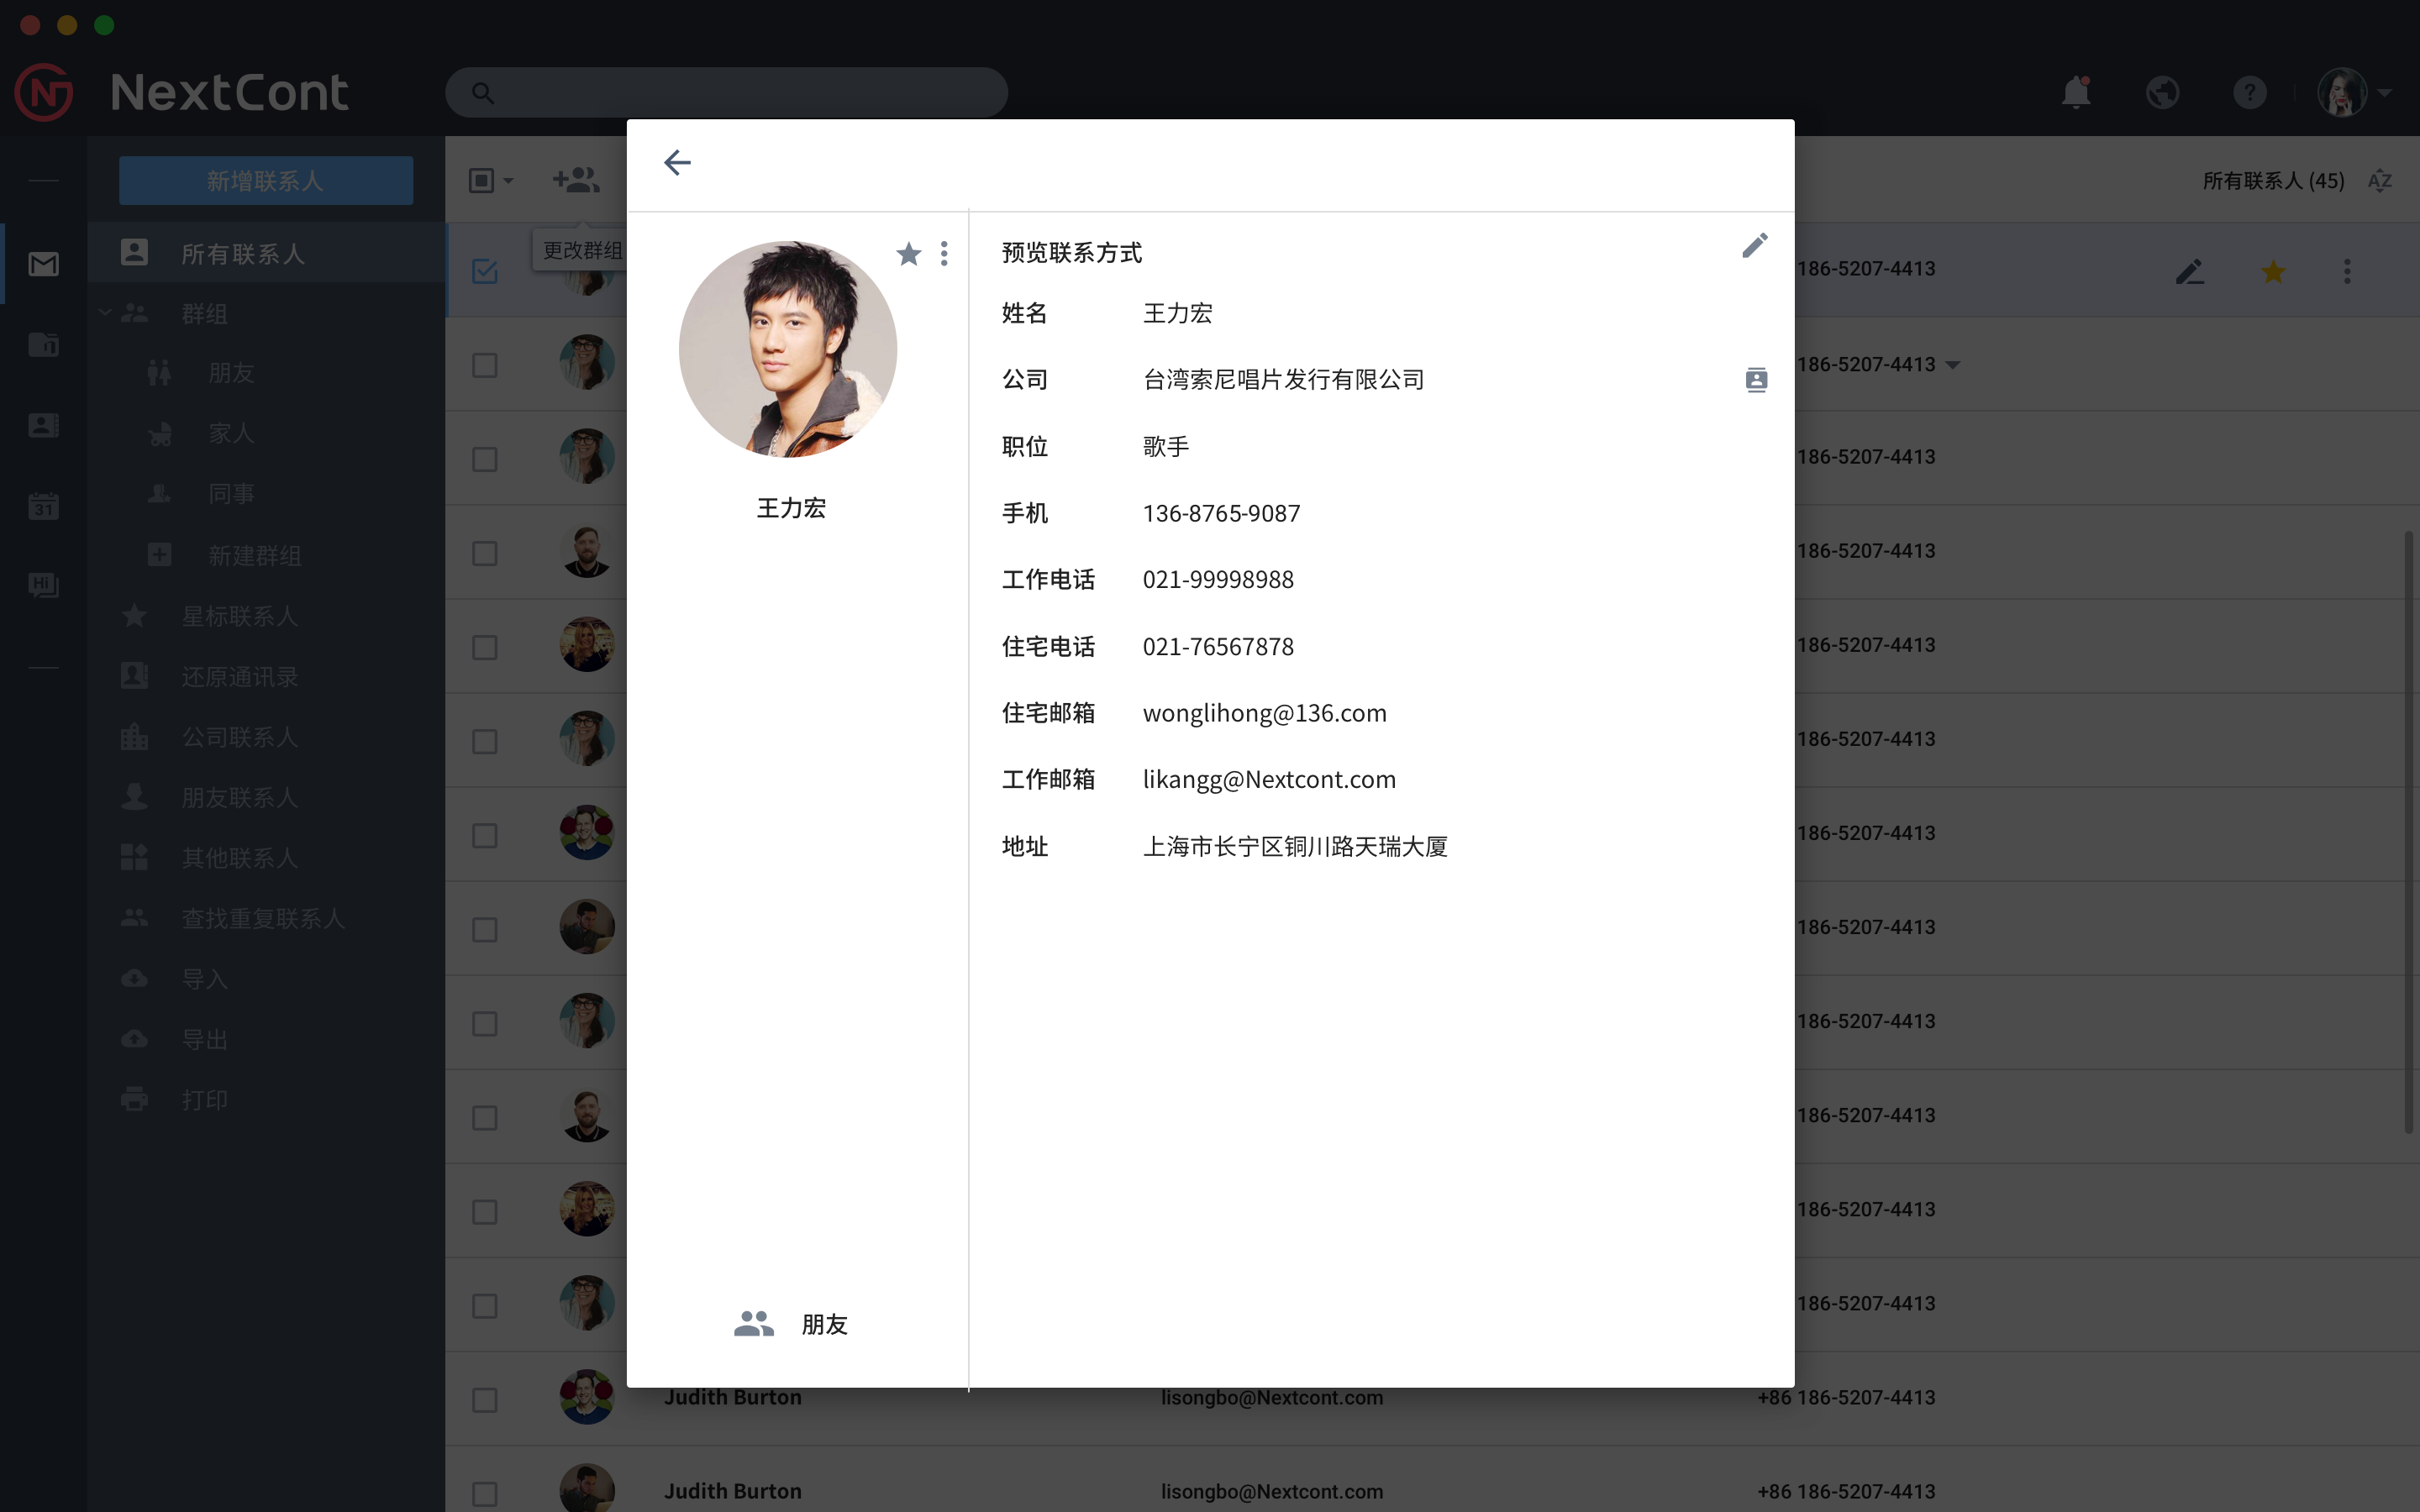 NextCont
新增联系人
所有联系人 (45)
AZ
更改群组
所有联系人
群组
朋友
家人
同事
新建群组
星标联系人
还原通讯录
公司联系人
朋友联系人
其他联系人
查找重复联系人
导入
导出
打印
31
Hi
王力宏
朋友
预览联系方式
姓名 王力宏
公司 台湾索尼唱片发行有限公司
职位 歌手
手机 136-8765-9087
工作电话 021-99998988
住宅电话 021-76567878
住宅邮箱 wonglihong@136.com
工作邮箱 likangg@Nextcont.com
地址 上海市长宁区铜川路天瑞大厦
186-5207-4413
186-5207-4413
186-5207-4413
186-5207-4413
186-5207-4413
186-5207-4413
186-5207-4413
186-5207-4413
186-5207-4413
186-5207-4413
186-5207-4413
186-5207-4413
Judith Burton lisongbo@Nextcont.com +86 186-5207-4413
Judith Burton lisongbo@Nextcont.com +86 186-5207-4413